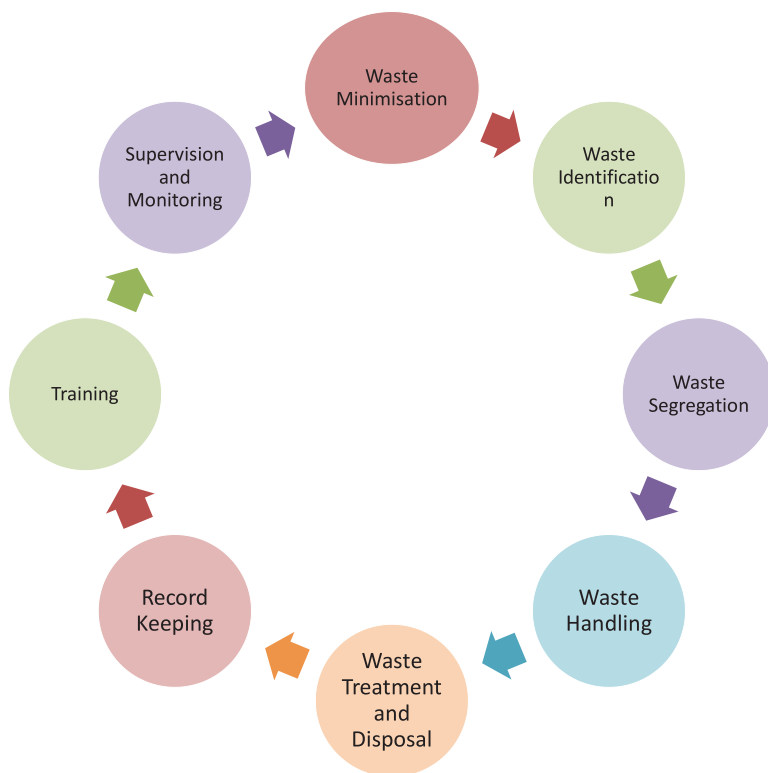 Waste
Minimisation
Waste
Identificatio
n
Waste
Segregation
Waste
Handling
Waste
Treatment
and
Disposal
Record
Keeping
Training
Supervision
and
Monitoring